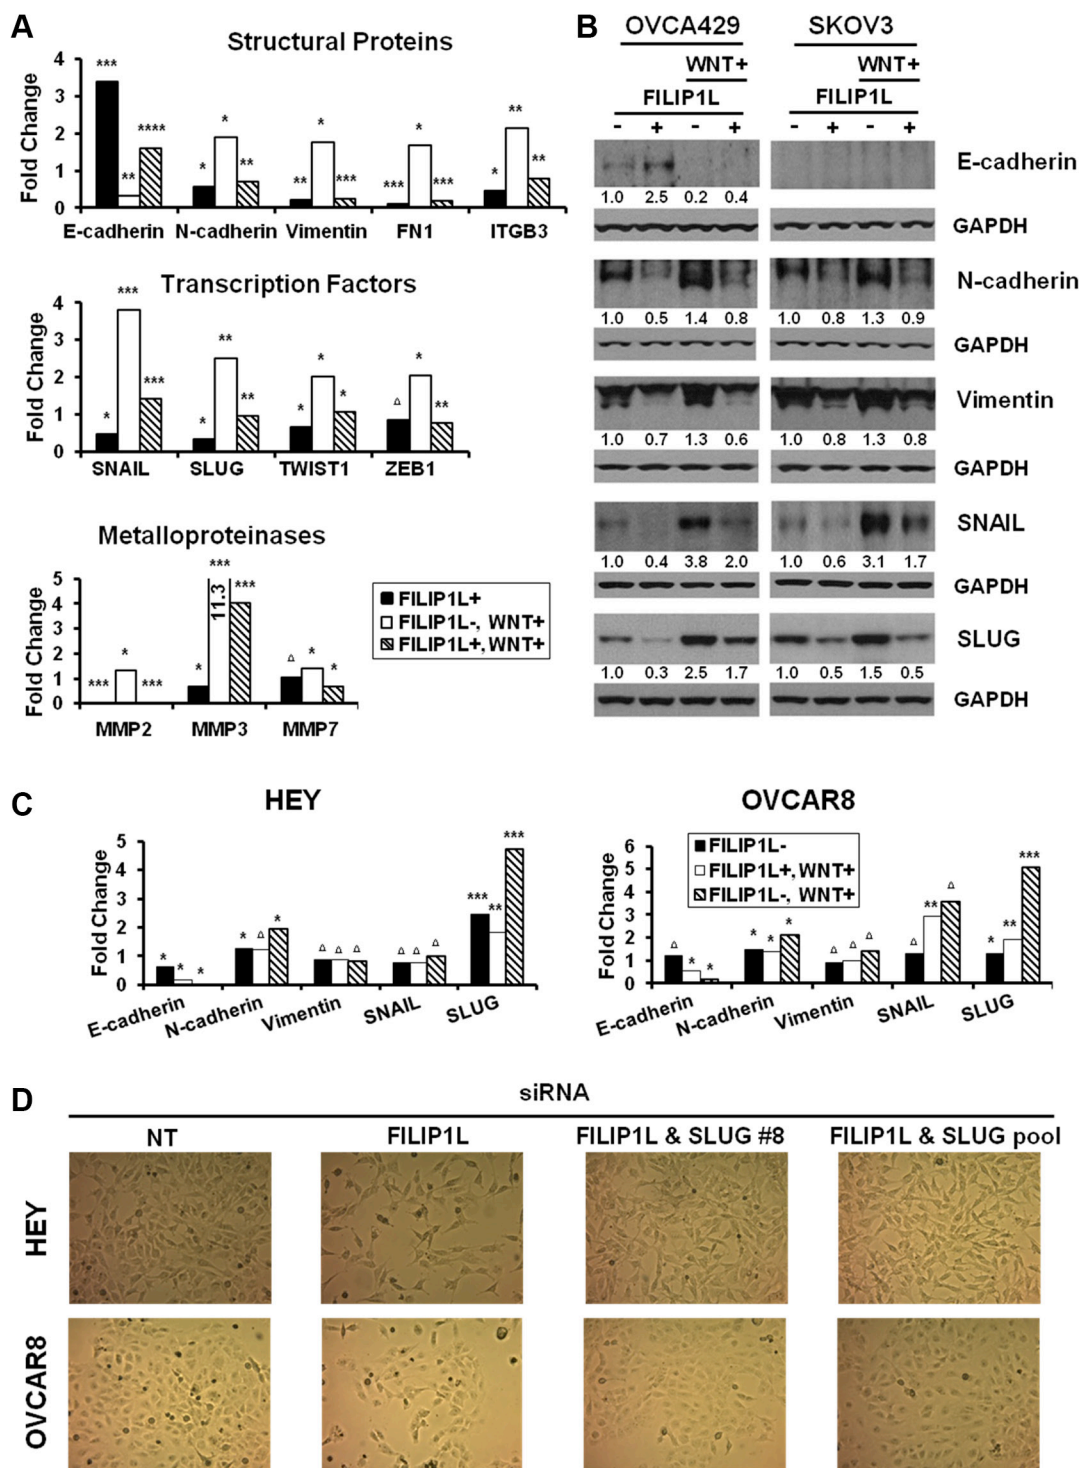 A
Structural Proteins
Fold Change
4
3
2
1
0
***
**
****
*
*
**
**
*
***
***
*
***
*
**
**
E-cadherin N-cadherin Vimentin FN1 ITGB3
Transcription Factors
Fold Change
4
3
2
1
0
*
***
***
*
**
**
*
*
*
Δ
*
**
SNAIL SLUG TWIST1 ZEB1
Metalloproteinases
Fold Change
5
4
3
2
1
0
***
*
***
*
***
11.3
***
Δ
*
*
MMP2 MMP3 MMP7
FILIP1L+
FILIP1L-, WNT+
FILIP1L+, WNT+
B
OVCA429 SKOV3
WNT+ WNT+
FILIP1L FILIP1L
- + - + - + - +
E-cadherin
1.0 2.5 0.2 0.4
GAPDH
N-cadherin
1.0 0.5 1.4 0.8 1.0 0.8 1.3 0.9
GAPDH
Vimentin
1.0 0.7 1.3 0.6 1.0 0.8 1.3 0.8
GAPDH
SNAIL
1.0 0.4 3.8 2.0 1.0 0.6 3.1 1.7
GAPDH
SLUG
1.0 0.3 2.5 1.7 1.0 0.5 1.5 0.5
GAPDH
C
HEY
Fold Change
5
4
3
2
1
0
*
*
*
*
Δ
*
Δ
Δ
Δ
Δ
Δ
Δ
***
**
***
E-cadherin N-cadherin Vimentin SNAIL SLUG
OVCAR8
Fold Change
6
5
4
3
2
1
0
FILIP1L-
FILIP1L+, WNT+
FILIP1L-, WNT+
Δ
*
*
*
*
*
Δ
Δ
Δ
Δ
**
Δ
*
**
***
E-cadherin N-cadherin Vimentin SNAIL SLUG
D
siRNA
NT FILIP1L FILIP1L & SLUG #8 FILIP1L & SLUG pool
HEY
OVCAR8